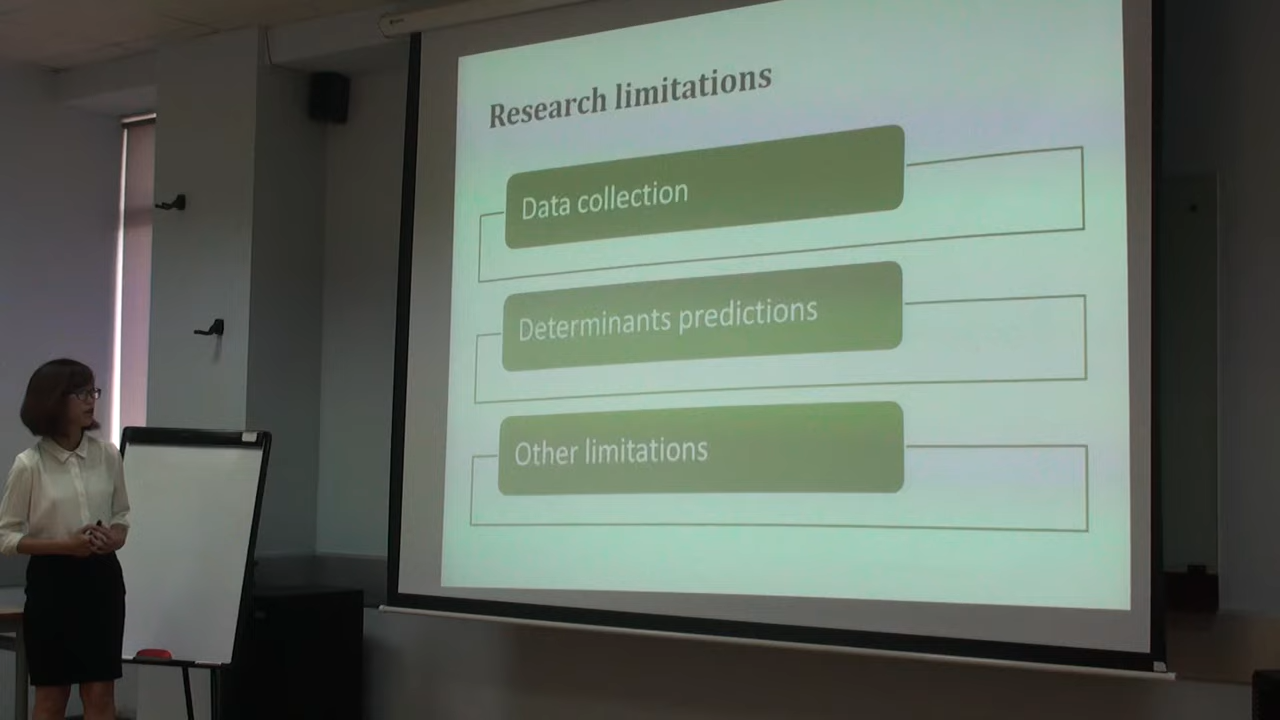 Research limitations
Data collection
Determinants predictions
Other limitations